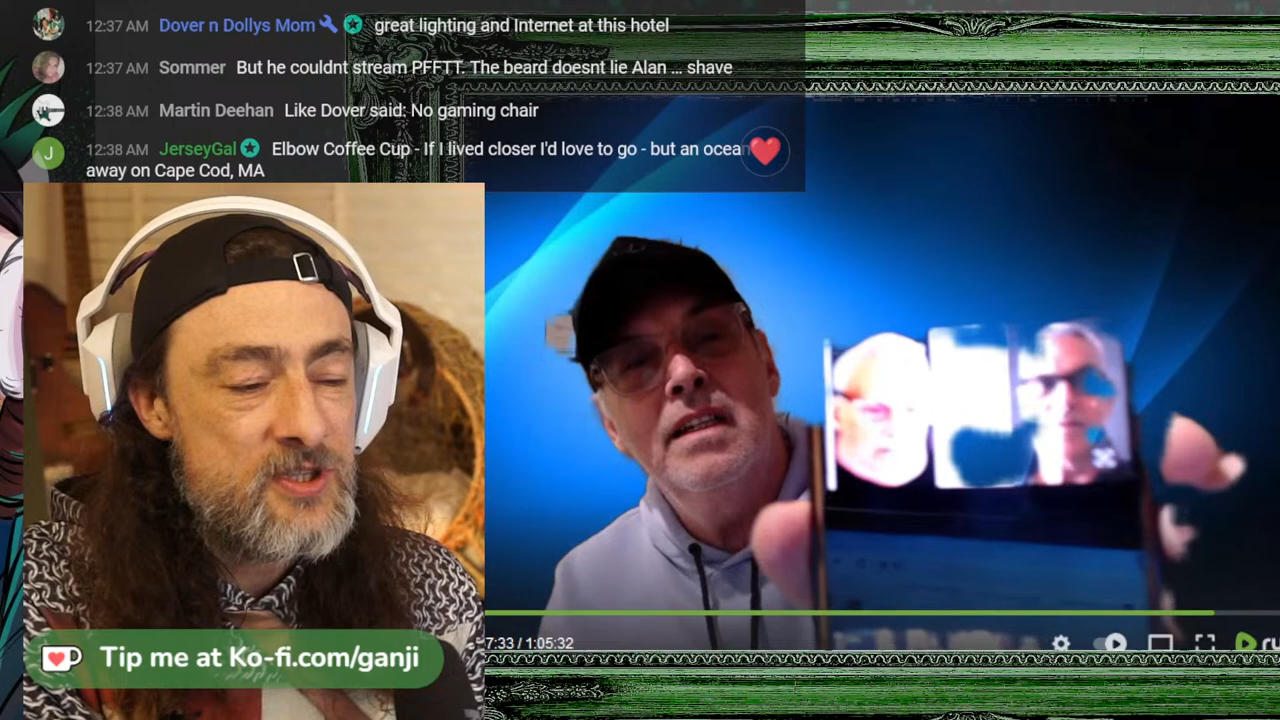 12:37 AM Dover n Dollys Mom great lighting and Internet at this hotel
12:37 AM Sommer But he couldnt stream PFFTT. The beard doesnt lie Alan ... shave
12:38 AM Martin Deehan Like Dover said: No gaming chair
J 12:38 AM JerseyGal Elbow Coffee Cup - If I lived closer I'd love to go - but an ocean
away on Cape Cod, MA
7:33 / 1:05:32
Tip me at Ko-fi.com/ganji